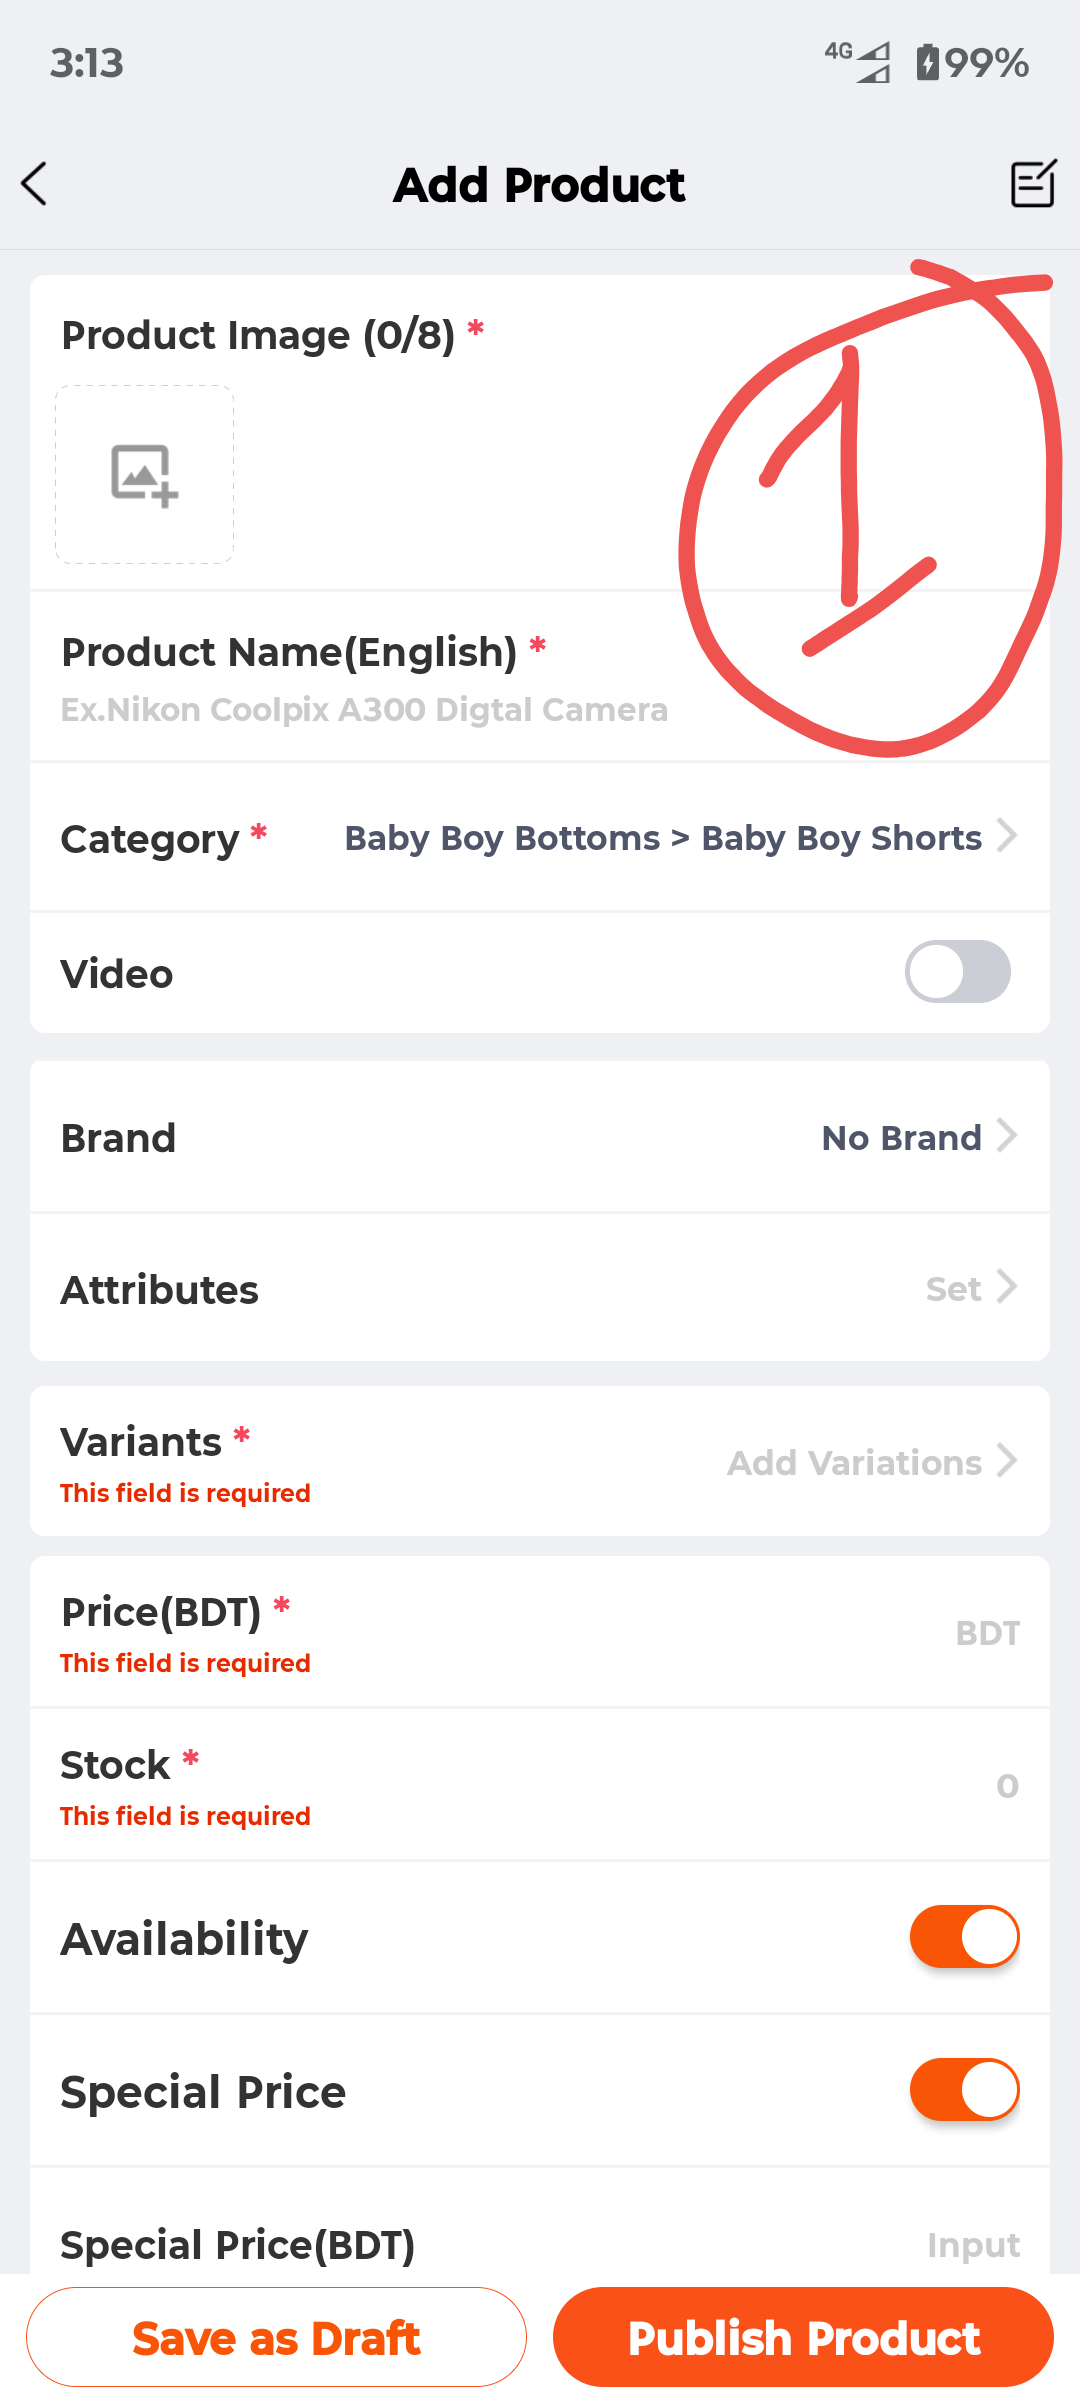 3:13 4G 99%
Add Product
Product Image (0/8) *
1
Product Name(English) *
Ex.Nikon Coolpix A300 Digtal Camera
Category * Baby Boy Bottoms > Baby Boy Shorts
Video
Brand No Brand
Attributes Set
Variants * Add Variations
This field is required
Price(BDT) * BDT
This field is required
Stock * 0
This field is required
Availability
Special Price
Special Price(BDT) Input
Save as Draft Publish Product